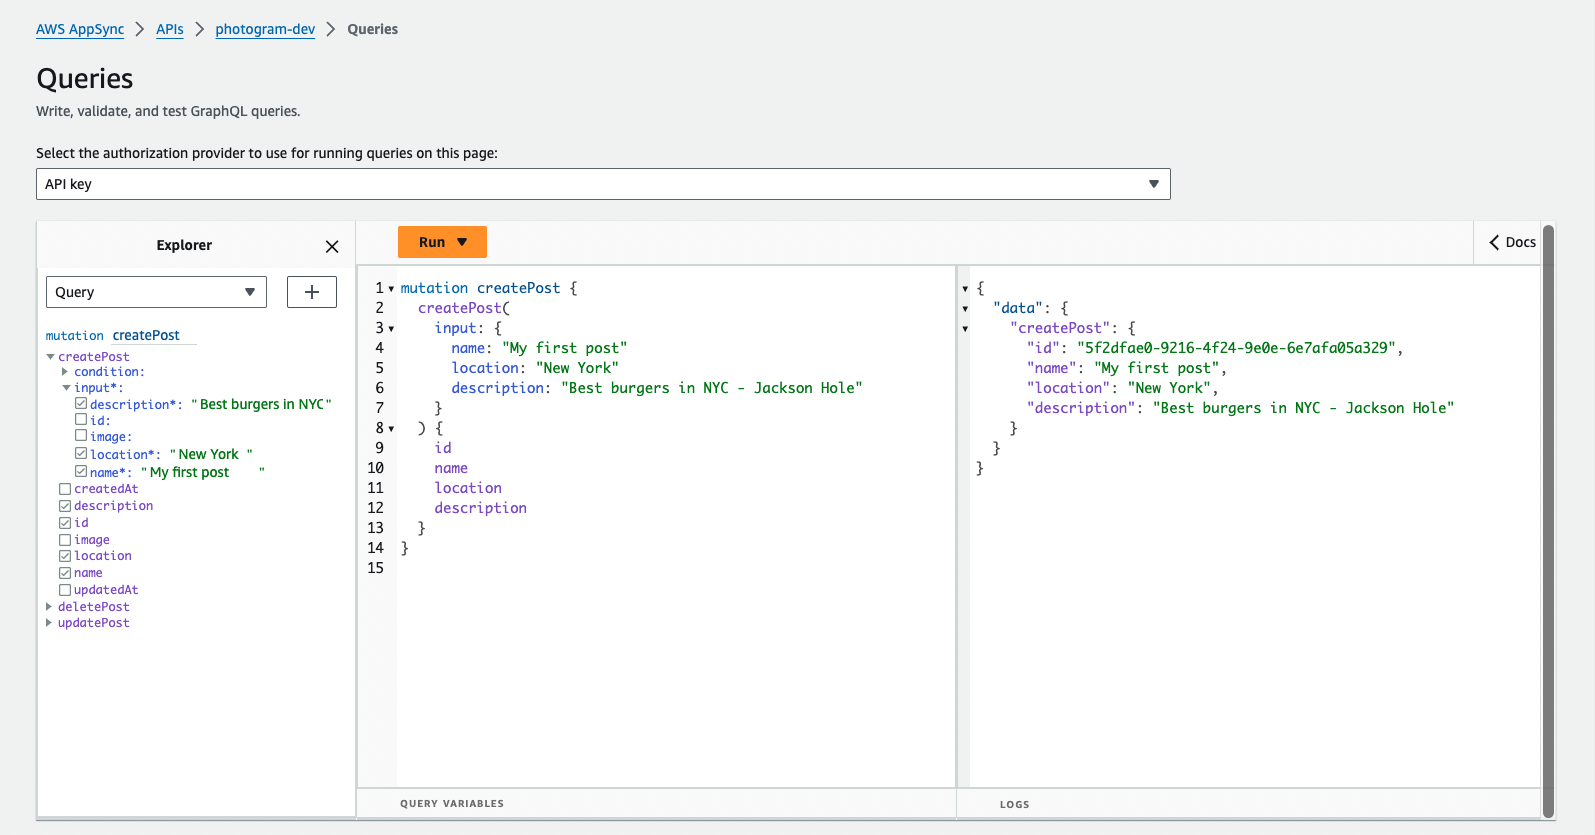 AWS AppSync > APIs > photogram-dev > Queries
Queries
Write, validate, and test GraphQL queries.
Select the authorization provider to use for running queries on this page:
API key
Explorer
Query
mutation createPost
createPost
condition:
input*:
description*: "Best burgers in NYC"
id:
image:
location*: "New York "
name*: "My first post "
createdAt
description
id
image
location
name
updatedAt
deletePost
updatePost
Run
1 mutation createPost {
2 createPost(
3 input: {
4 name: "My first post"
5 location: "New York"
6 description: "Best burgers in NYC - Jackson Hole"
7 }
8 ) {
9 id
10 name
11 location
12 description
13 }
14 }
15
QUERY VARIABLES
Docs
{
"data": {
"createPost": {
"id": "5f2dfae0-9216-4f24-9e0e-6e7afa05a329",
"name": "My first post",
"location": "New York",
"description": "Best burgers in NYC - Jackson Hole"
}
}
}
LOGS